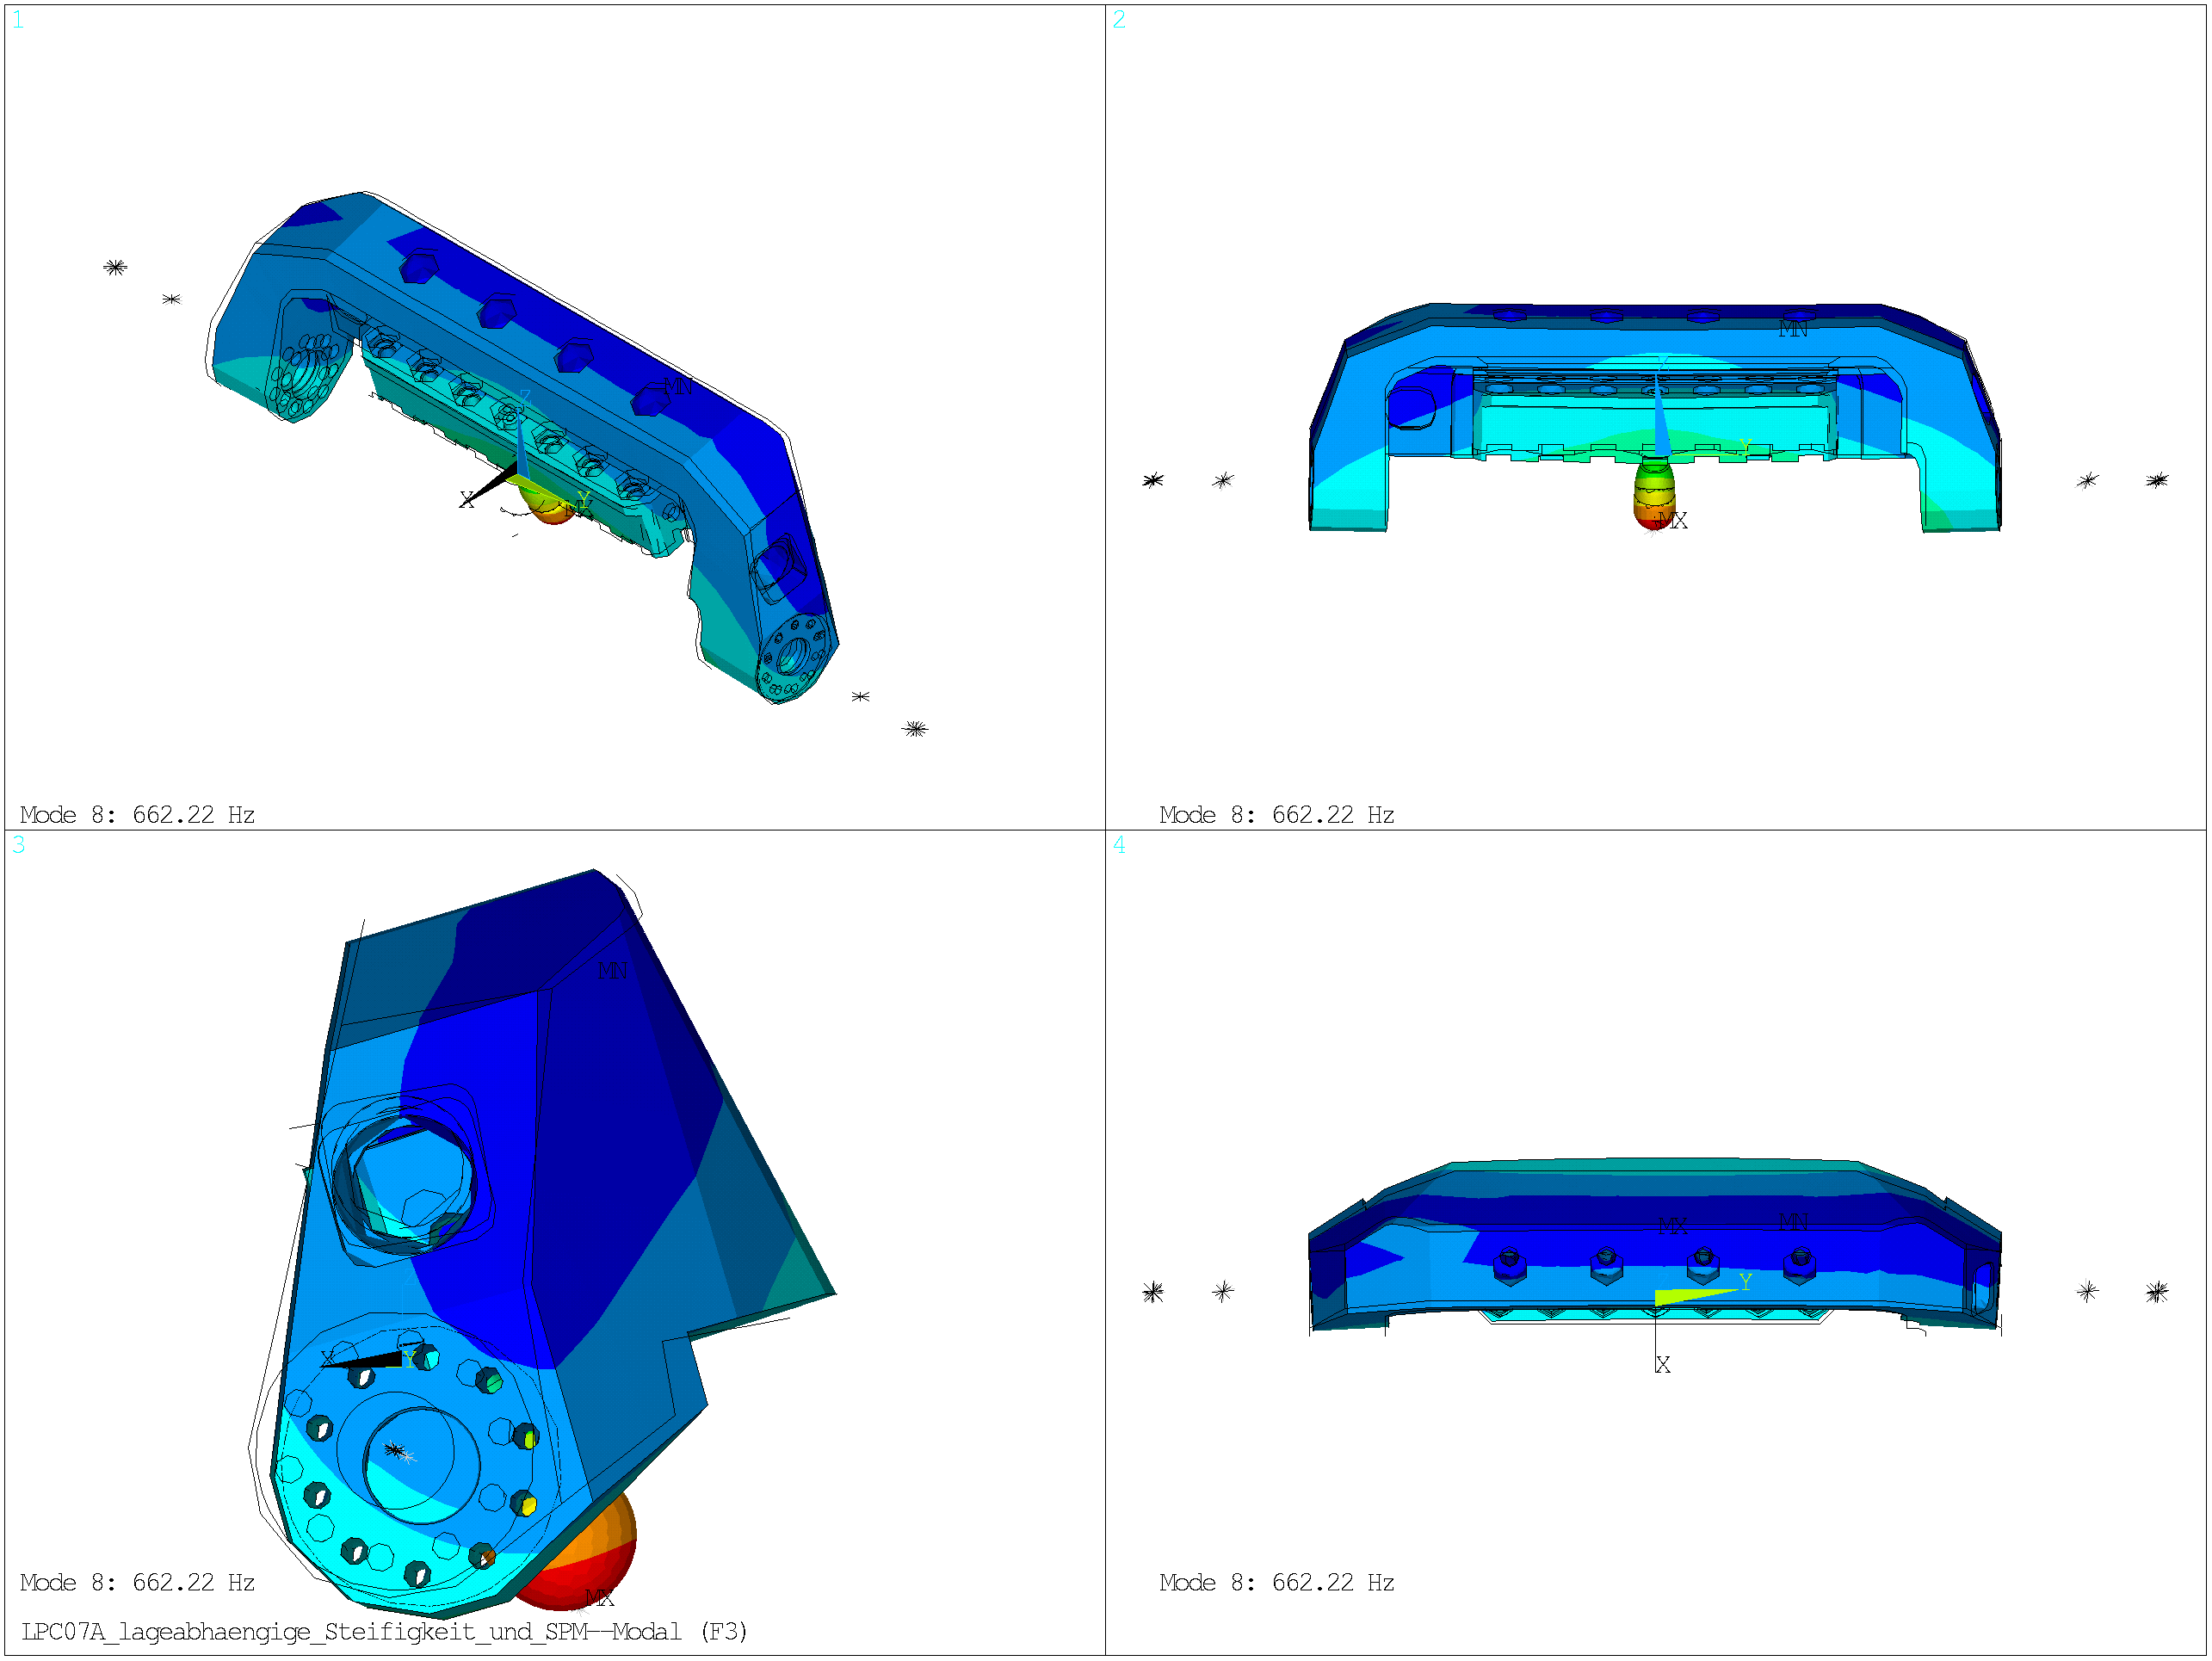 1
MN
Z
X
Y
MX
Mode 8: 662.22 Hz
2
MN
Z
Y
MX
Mode 8: 662.22 Hz
3
MN
X
Y
Mode 8: 662.22 Hz
MX
LPC07A_lageabhaengige_Steifigkeit_und_SPM--Modal (F3)
4
MX
MN
Y
X
Mode 8: 662.22 Hz